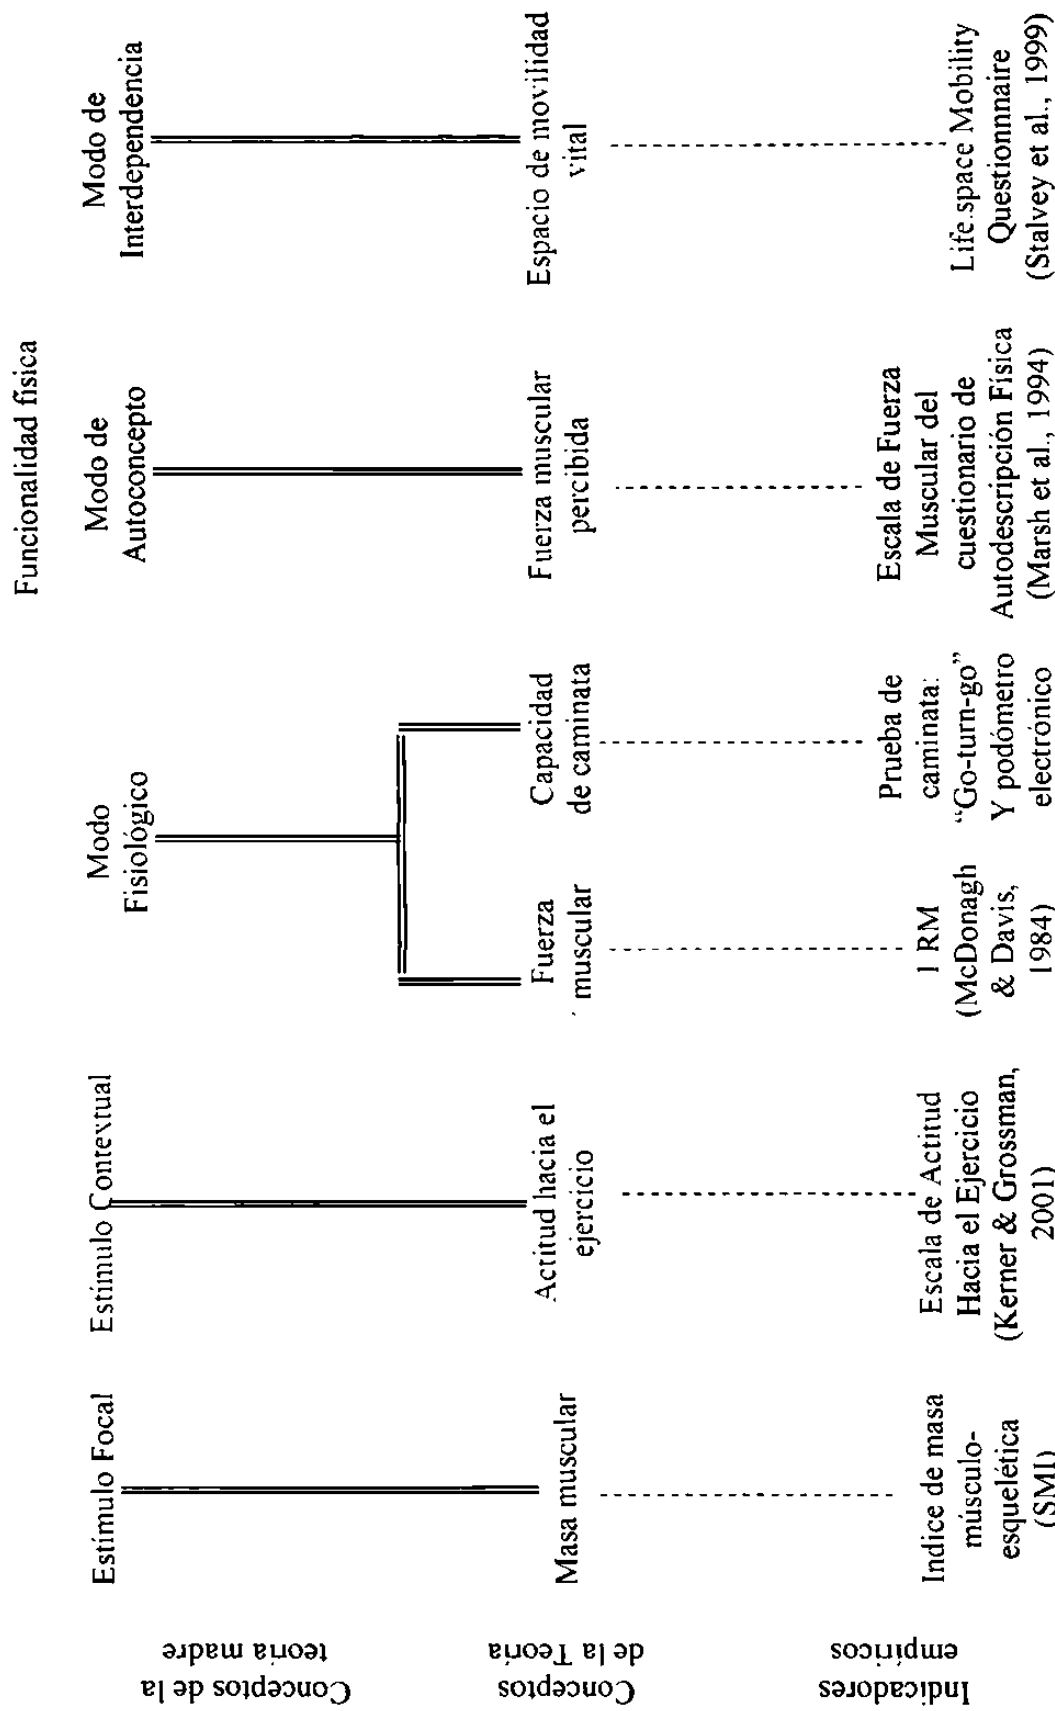 Funcionalidad física
Conceptos de la
teoría madre
Estímulo Focal
Estímulo Contextual
Modo
Fisiológico
Modo de
Autoconcepto
Modo de
Interdependencia
Conceptos
de la Teoría
Masa muscular
Actitud hacia el
ejercicio
Fuerza
muscular
Capacidad
de caminata
Fuerza muscular
percibida
Espacio de movilidad
vital
Indicadores
empíricos
Indice de masa
músculo-
esquelética
(SMI)
Escala de Actitud
Hacia el Ejercicio
(Kerner & Grossman,
2001)
1 RM
(McDonagh
& Davis,
1984)
Prueba de
caminata:
“Go-turn-go”
Y podómetro
electrónico
Escala de Fuerza
Muscular del
cuestionario de
Autodescripción Física
(Marsh et al., 1994)
Life.space Mobility
Questionnnaire
(Stalvey et al., 1999)